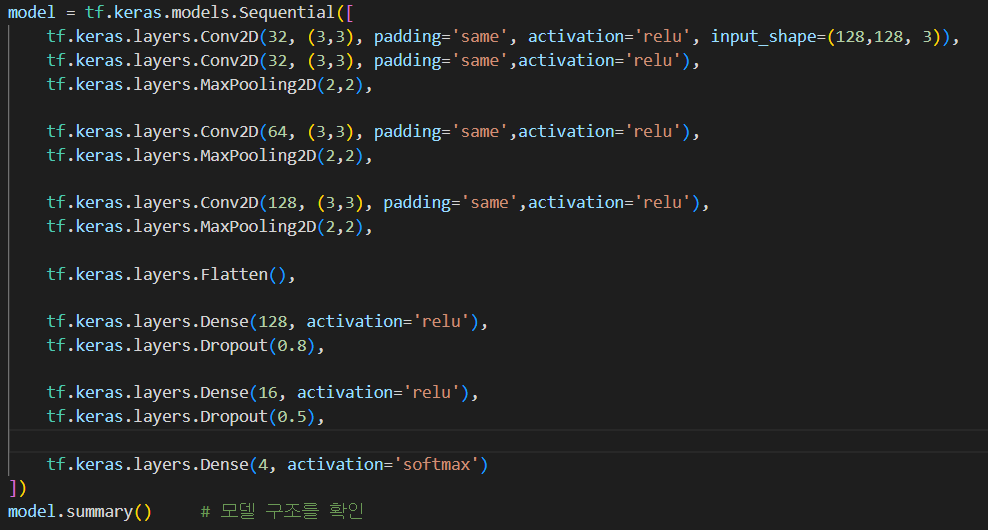 model = tf.keras.models.Sequential([
    tf.keras.layers.Conv2D(32, (3,3), padding='same', activation='relu', input_shape=(128,128, 3)),
    tf.keras.layers.Conv2D(32, (3,3), padding='same',activation='relu'),
    tf.keras.layers.MaxPooling2D(2,2),

    tf.keras.layers.Conv2D(64, (3,3), padding='same',activation='relu'),
    tf.keras.layers.MaxPooling2D(2,2),

    tf.keras.layers.Conv2D(128, (3,3), padding='same',activation='relu'),
    tf.keras.layers.MaxPooling2D(2,2),

    tf.keras.layers.Flatten(),

    tf.keras.layers.Dense(128, activation='relu'),
    tf.keras.layers.Dropout(0.8),

    tf.keras.layers.Dense(16, activation='relu'),
    tf.keras.layers.Dropout(0.5),

    tf.keras.layers.Dense(4, activation='softmax')
])
model.summary()     # 모델 구조를 확인